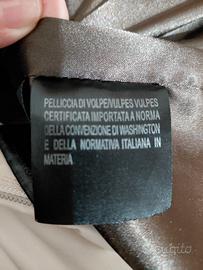 PELLICCIA DI VOLPE/VULPES VULPES
CERTIFICATA IMPORTATA A NORMA
DELLA CONVENZIONE DI WASHINGTON
E DELLA NORMATIVA ITALIANA IN
MATERIA
subito